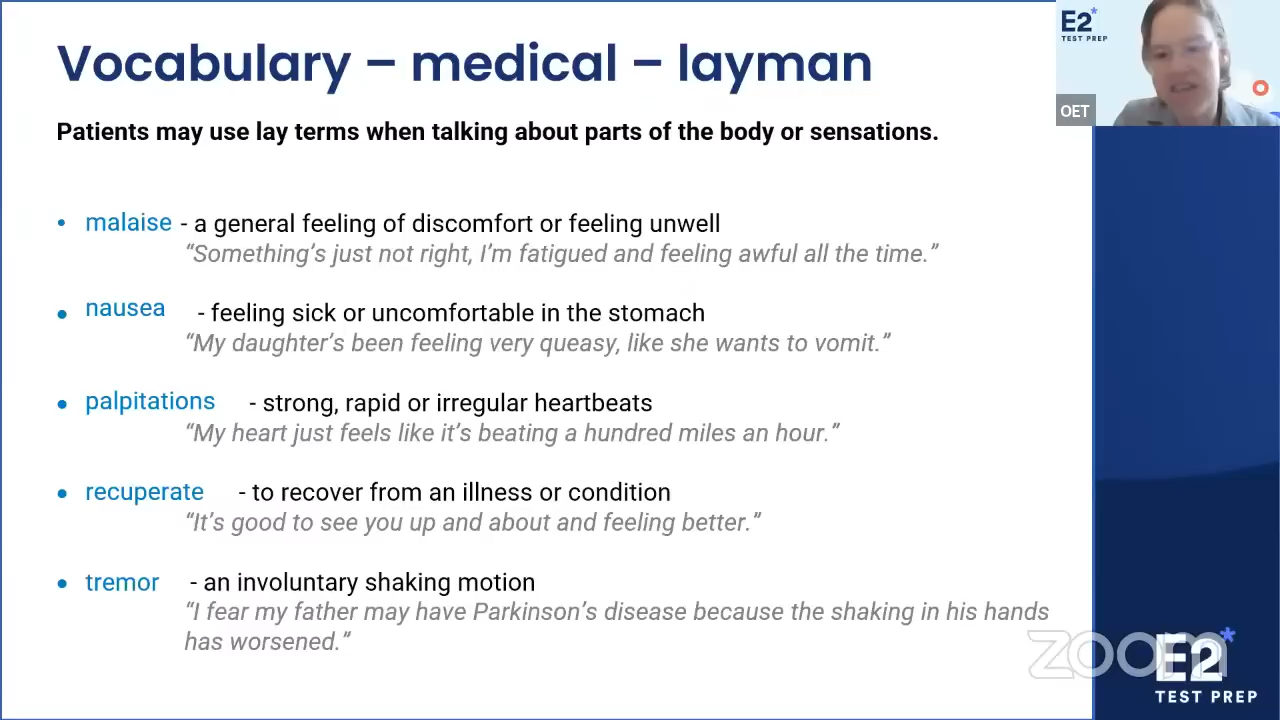 Vocabulary – medical – layman
Patients may use lay terms when talking about parts of the body or sensations.
• malaise - a general feeling of discomfort or feeling unwell
“Something’s just not right, I’m fatigued and feeling awful all the time.”
• nausea - feeling sick or uncomfortable in the stomach
“My daughter’s been feeling very queasy, like she wants to vomit.”
• palpitations - strong, rapid or irregular heartbeats
“My heart just feels like it’s beating a hundred miles an hour.”
• recuperate - to recover from an illness or condition
“It’s good to see you up and about and feeling better.”
• tremor - an involuntary shaking motion
“I fear my father may have Parkinson’s disease because the shaking in his hands
has worsened.”
E2*
TEST PREP
OET
zoom
E2*
TEST PREP